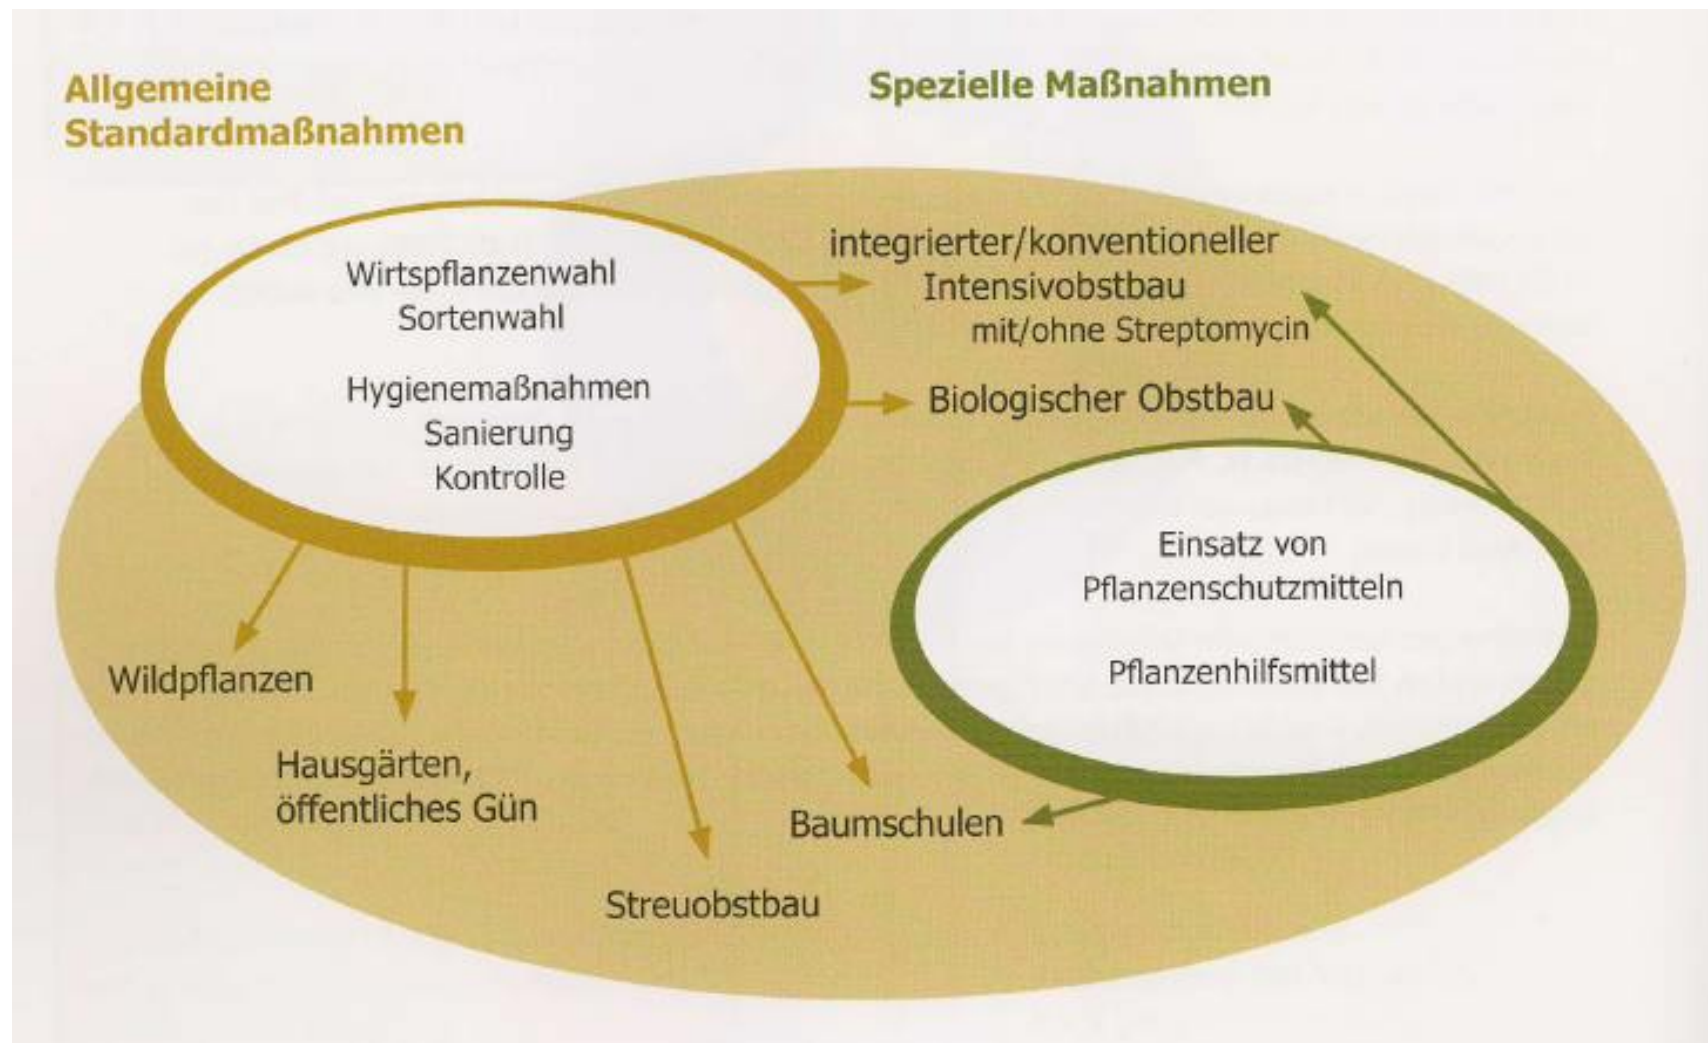 Allgemeine
Standardmaßnahmen
Spezielle Maßnahmen
Wirtspflanzenwahl
Sortenwahl
Hygienemaßnahmen
Sanierung
Kontrolle
integrierter/konventioneller
Intensivobstbau
mit/ohne Streptomycin
Biologischer Obstbau
Einsatz von
Pflanzenschutzmitteln
Pflanzenhilfsmittel
Wildpflanzen
Hausgärten,
öffentliches Gün
Streuobstbau
Baumschulen